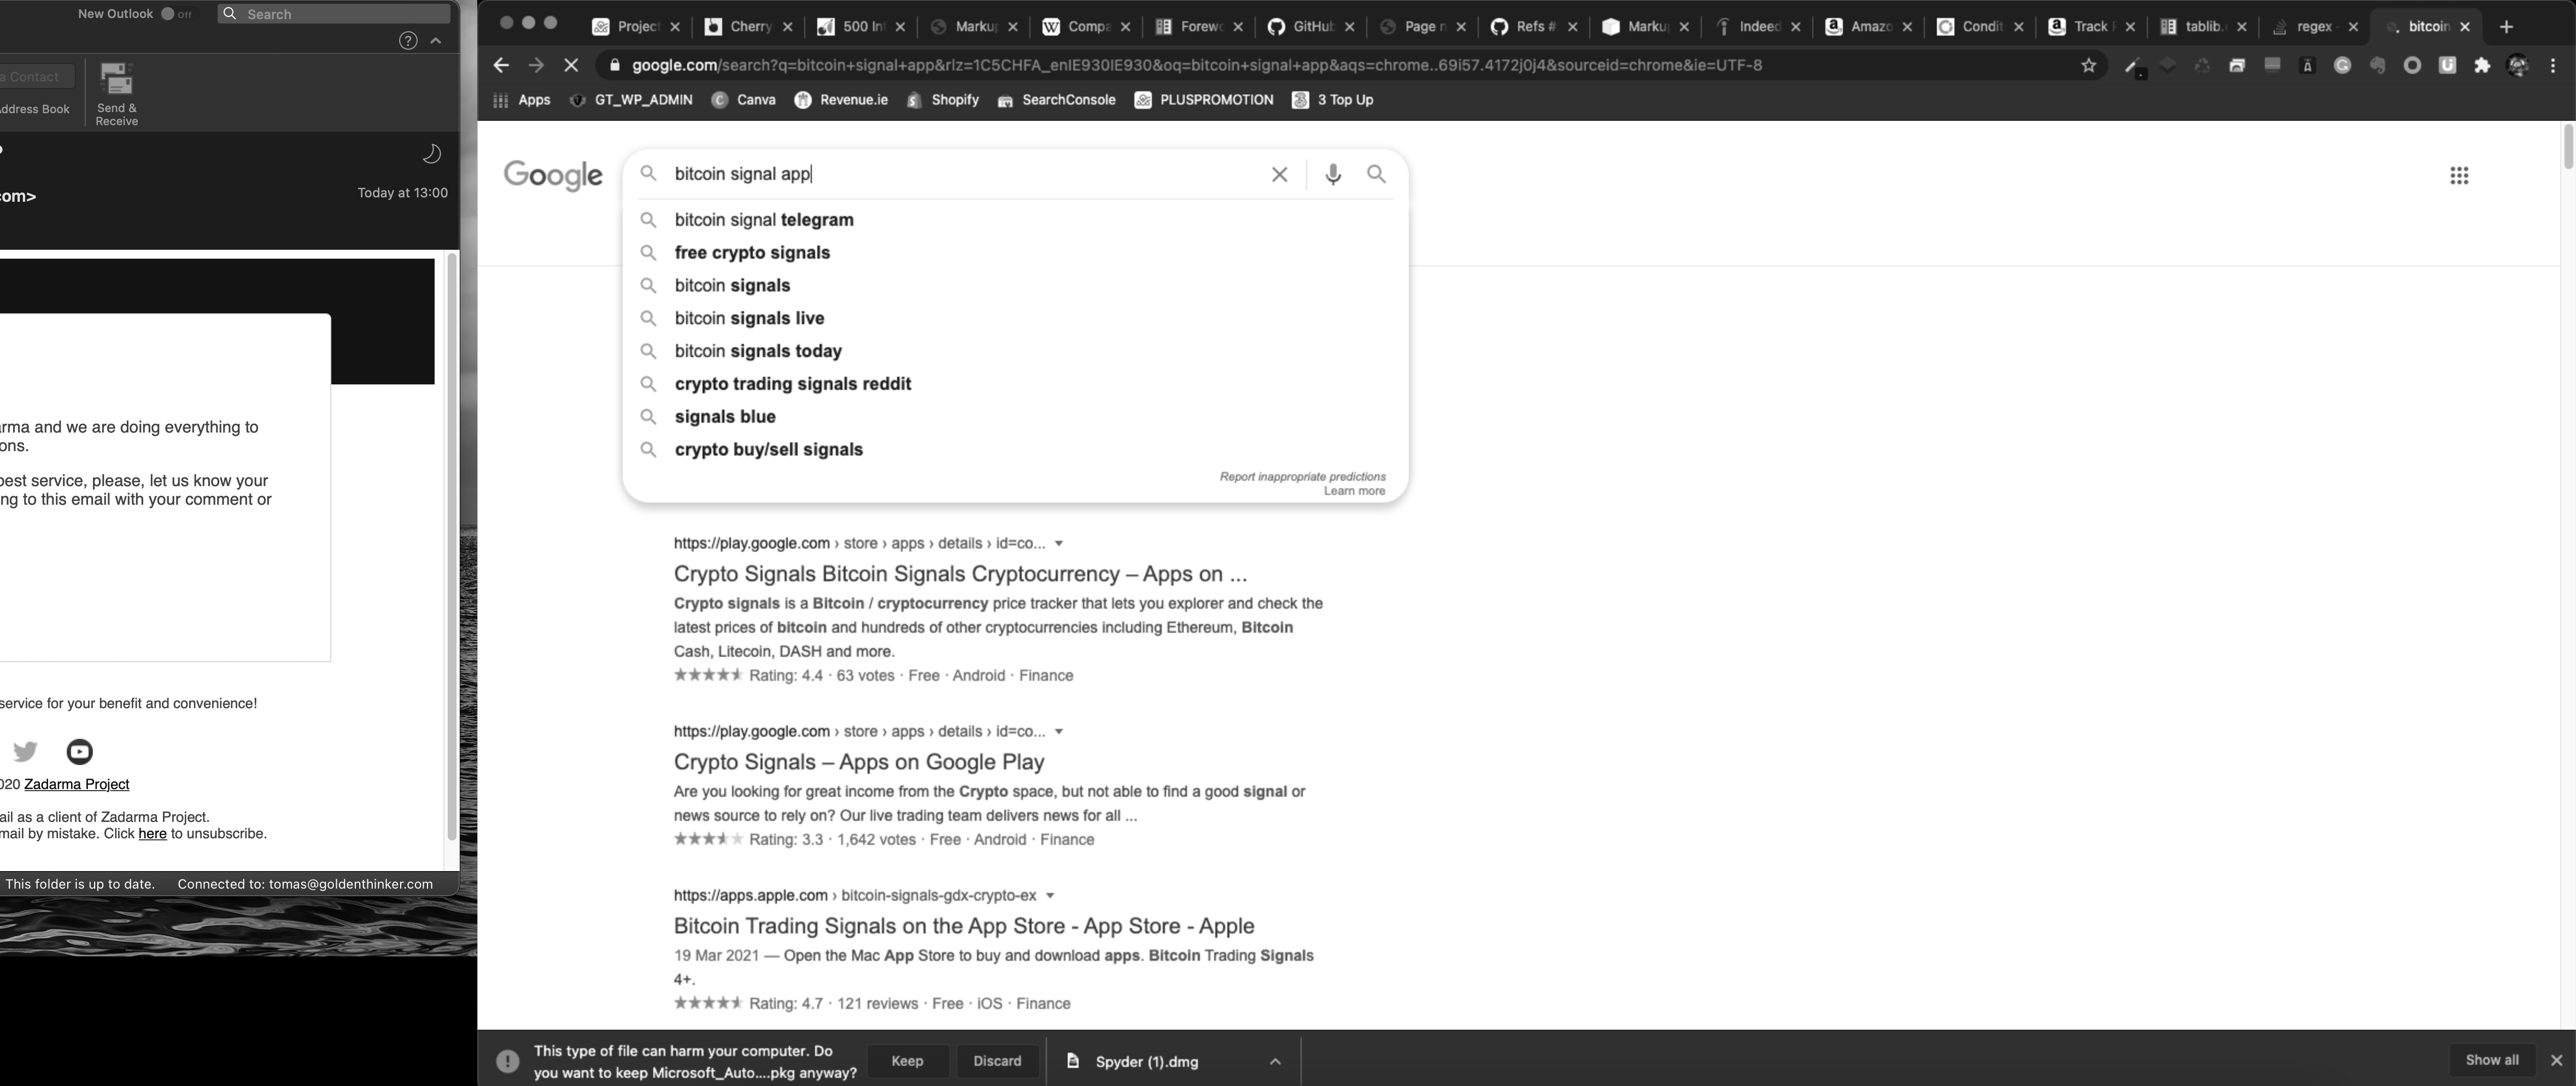 New Outlook Off Search
a Contact
ddress Book
Send &
Receive
com>
Today at 13:00
arma and we are doing everything to
ons.
best service, please, let us know your
ng to this email with your comment or
service for your benefit and convenience!
020 Zadarma Project
ail as a client of Zadarma Project.
mail by mistake. Click here to unsubscribe.
This folder is up to date. Connected to: tomas@goldenthinker.com
Project Cherry 500 Int Markup Compa Forewo GitHub Page n Refs # Markup Indeed Amazo Condit Track tablib. regex bitcoin
google.com/search?q=bitcoin+signal+app&rlz=1C5CHFA_enIE930IE930&oq=bitcoin+signal+app&aqs=chrome..69i57.4172j0j4&sourceid=chrome&ie=UTF-8
Apps GT_WP_ADMIN Canva Revenue.ie Shopify SearchConsole PLUSPROMOTION 3 Top Up
Google
bitcoin signal app
bitcoin signal telegram
free crypto signals
bitcoin signals
bitcoin signals live
bitcoin signals today
crypto trading signals reddit
signals blue
crypto buy/sell signals
Report inappropriate predictions
Learn more
https://play.google.com › store › apps › details › id=co...
Crypto Signals Bitcoin Signals Cryptocurrency – Apps on ...
Crypto signals is a Bitcoin / cryptocurrency price tracker that lets you explorer and check the
latest prices of bitcoin and hundreds of other cryptocurrencies including Ethereum, Bitcoin
Cash, Litecoin, DASH and more.
Rating: 4.4 · 63 votes · Free · Android · Finance
https://play.google.com › store › apps › details › id=co...
Crypto Signals – Apps on Google Play
Are you looking for great income from the Crypto space, but not able to find a good signal or
news source to rely on? Our live trading team delivers news for all ...
Rating: 3.3 · 1,642 votes · Free · Android · Finance
https://apps.apple.com › bitcoin-signals-gdx-crypto-ex
Bitcoin Trading Signals on the App Store - App Store - Apple
19 Mar 2021 — Open the Mac App Store to buy and download apps. Bitcoin Trading Signals
4+.
Rating: 4.7 · 121 reviews · Free · iOS · Finance
This type of file can harm your computer. Do
you want to keep Microsoft_Auto....pkg anyway?
Keep
Discard
Spyder (1).dmg
Show all